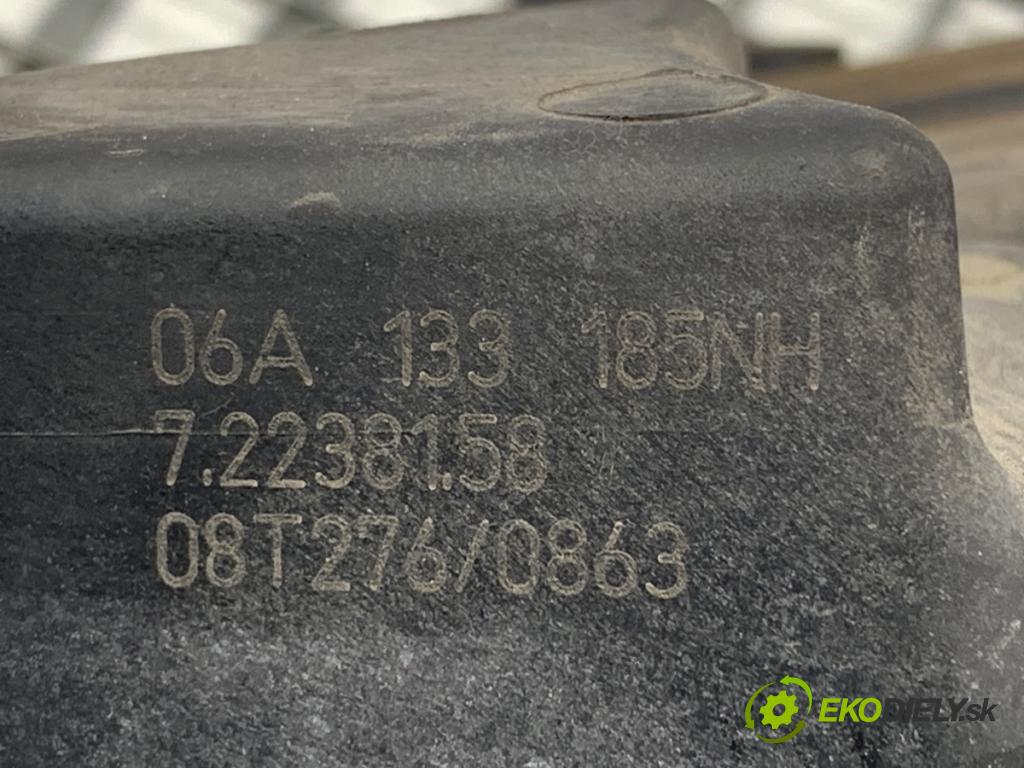 06A 133 185NH
7.22381.58
08T276/0863
EKODIELY.sk